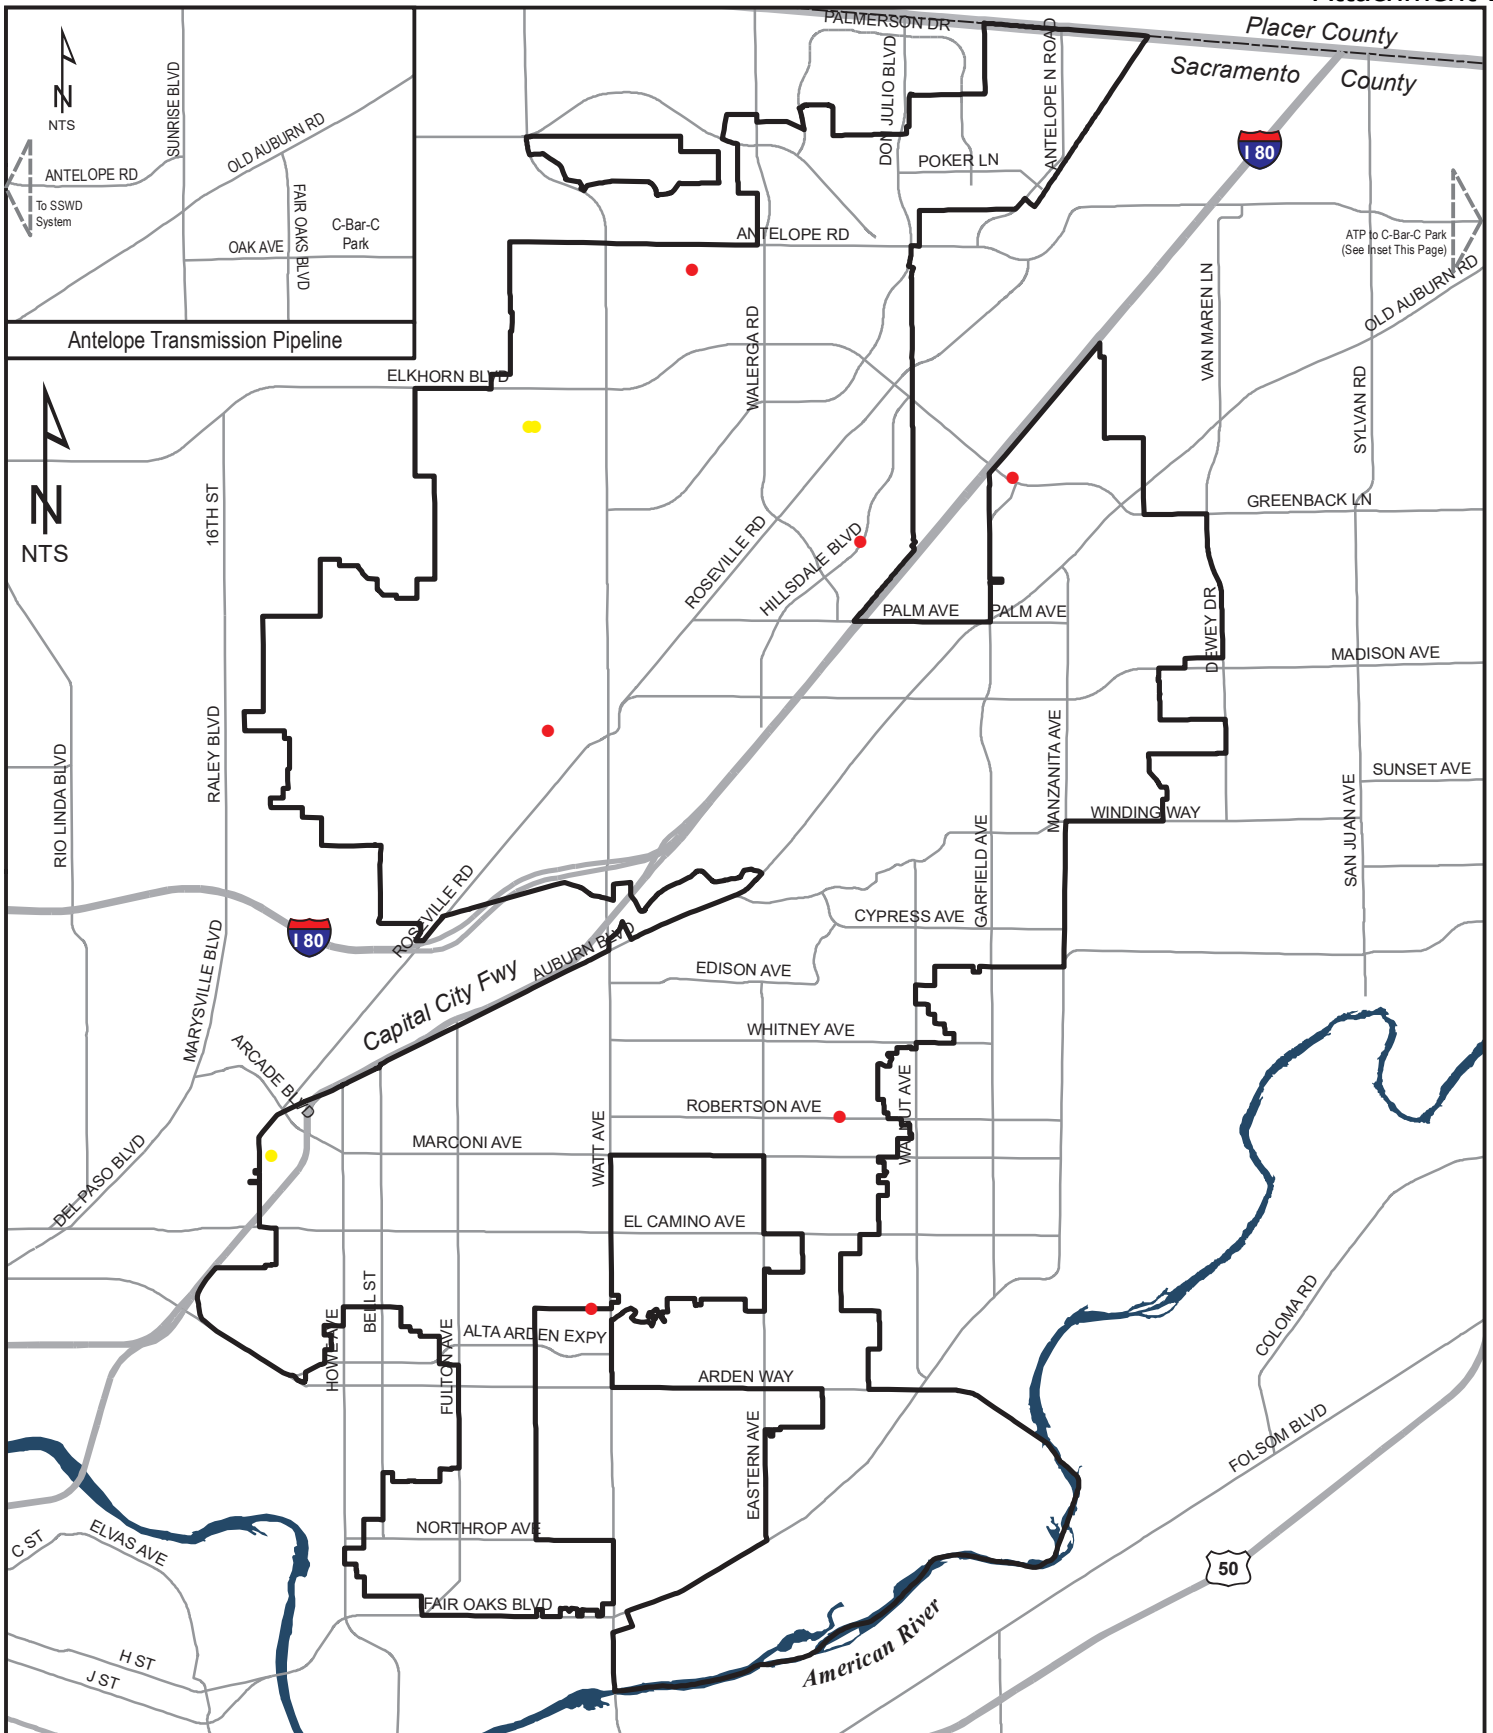 PALMERSON DR
Placer County
Sacramento County
DON JULIO BLVD
ANTELOPE N ROAD
I 80
POKER LN
N
NTS
SUNRISE BLVD
OLD AUBURN RD
ANTELOPE RD
To SSWD
System
FAIR OAKS BLVD
C-Bar-C
Park
OAK AVE
Antelope Transmission Pipeline
ANTELOPE RD
ATP to C-Bar-C Park
(See Inset This Page)
OLD AUBURN RD
VAN MAREN LN
WALERGA RD
ELKHORN BLVD
SYLVAN RD
N
NTS
16TH ST
GREENBACK LN
ROSEVILLE RD
HILLSDALE BLVD
PALM AVE
PALM AVE
DEWEY DR
MADISON AVE
RALEY BLVD
RIO LINDA BLVD
MANZANITA AVE
SUNSET AVE
SAN JUAN AVE
WINDING WAY
GARFIELD AVE
ROSEVILLE RD
CYPRESS AVE
I 80
AUBURN BLVD
EDISON AVE
MARYSVILLE BLVD
Capital City Fwy
WHITNEY AVE
ARCADE BLVD
WALNUT AVE
ROBERTSON AVE
MARCONI AVE
WATT AVE
DEL PASO BLVD
EL CAMINO AVE
BELL ST
HOWE AVE
FULTON AVE
ALTA ARDEN EXPY
COLOMA RD
ARDEN WAY
EASTERN AVE
FOLSOM BLVD
NORTHROP AVE
C ST
ELVAS AVE
50
FAIR OAKS BLVD
American River
H ST
J ST